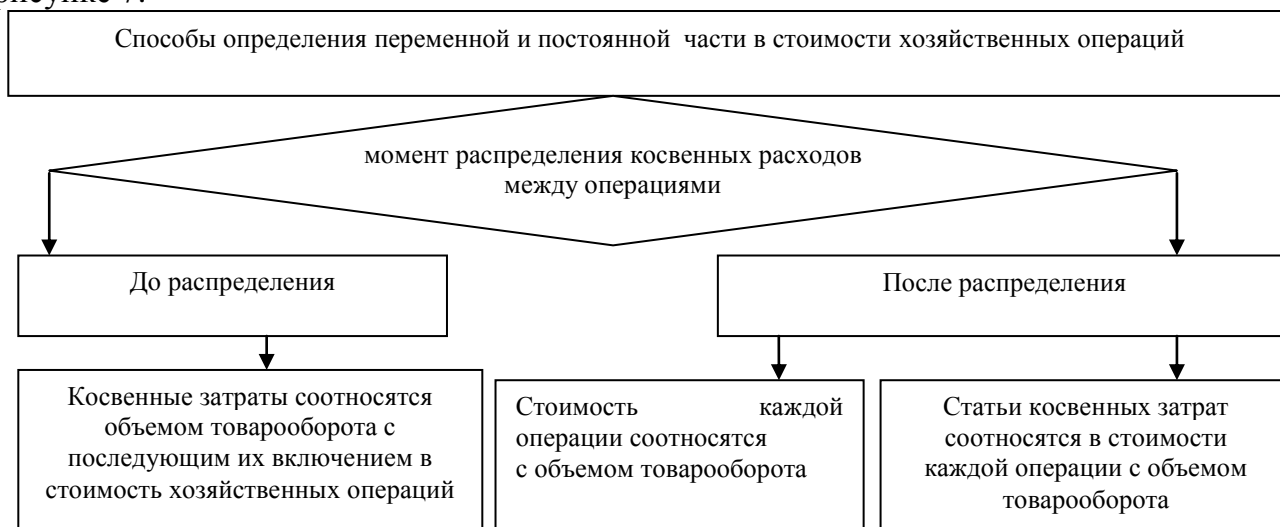 рисунке 7.
Способы определения переменной и постоянной части в стоимости хозяйственных операций
момент распределения косвенных расходов
между операциями
До распределения
После распределения
Косвенные затраты соотносятся
объемом товарооборота с
последующим их включением в
стоимость хозяйственных операций
Стоимость каждой
операции соотносятся
с объемом товарооборота
Статьи косвенных затрат
соотносятся в стоимости
каждой операции с объемом
товарооборота